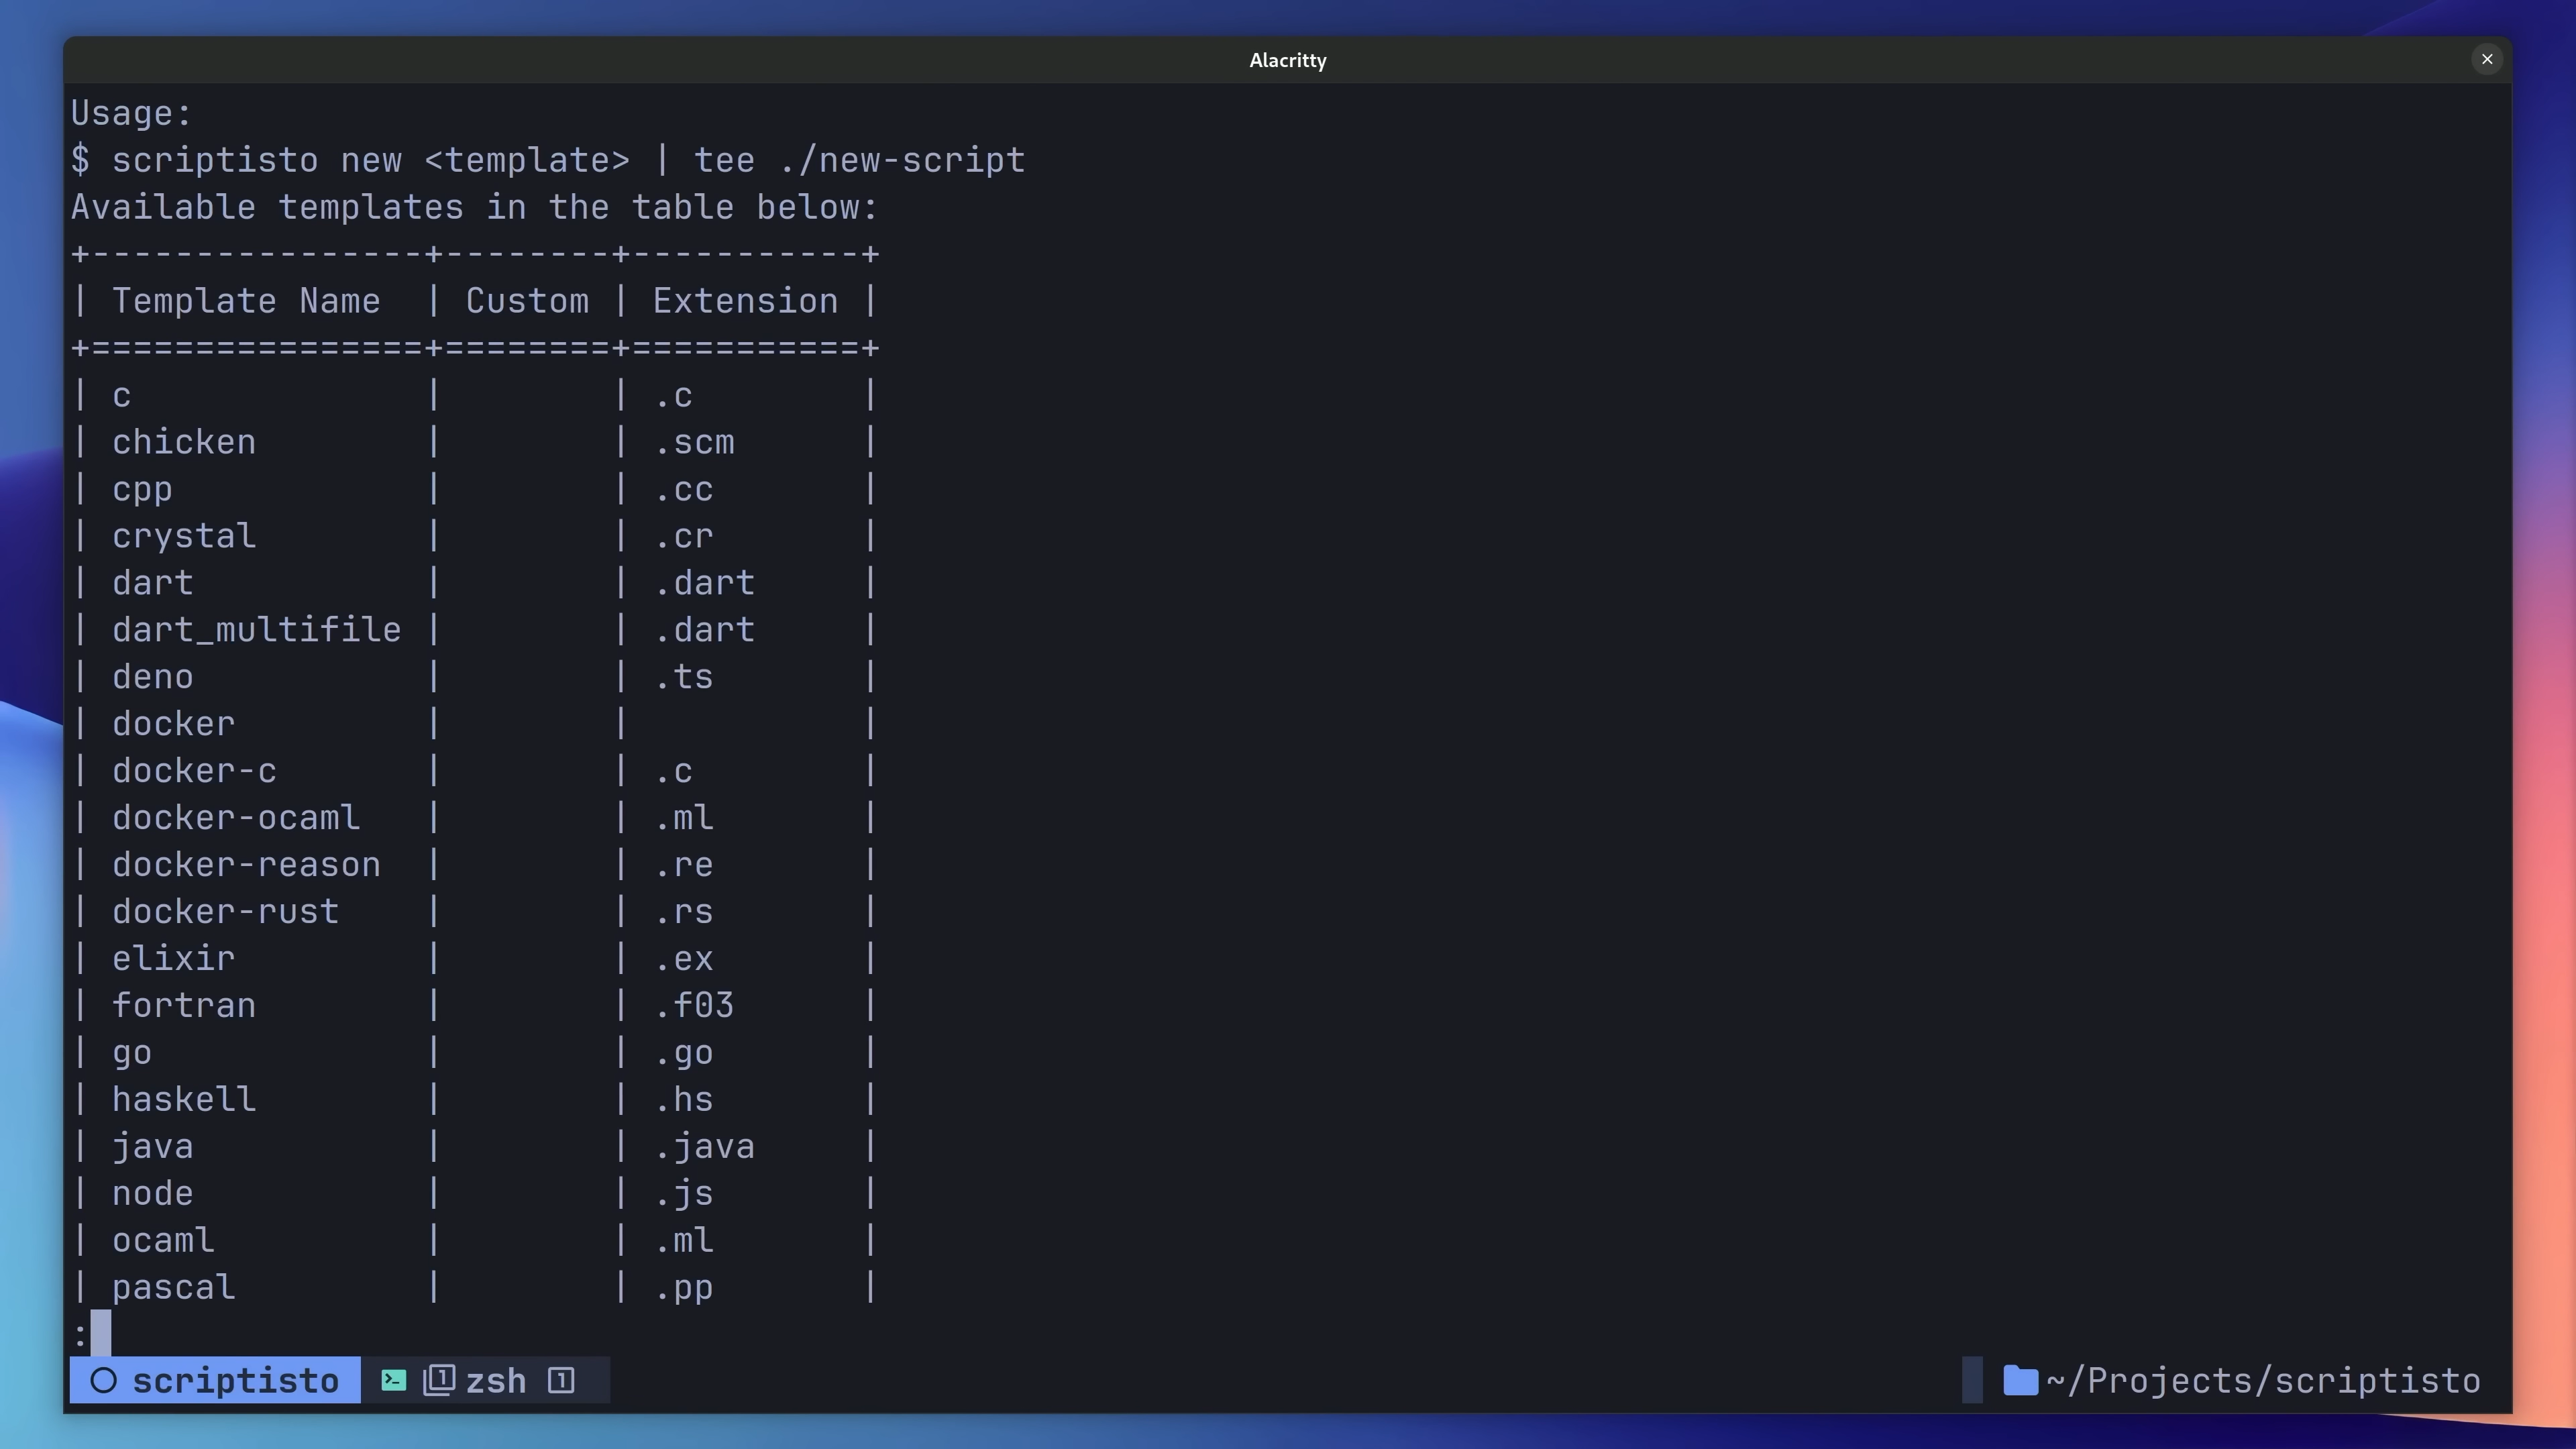 Alacritty
Usage:
$ scriptisto new <template> | tee ./new-script
Available templates in the table below:
+----------------+--------+-----------+
| Template Name  | Custom | Extension |
+================+========+===========+
| c              |        | .c        |
| chicken        |        | .scm      |
| cpp            |        | .cc       |
| crystal        |        | .cr       |
| dart           |        | .dart     |
| dart_multifile |        | .dart     |
| deno           |        | .ts       |
| docker         |        |           |
| docker-c       |        | .c        |
| docker-ocaml   |        | .ml       |
| docker-reason  |        | .re       |
| docker-rust    |        | .rs       |
| elixir         |        | .ex       |
| fortran        |        | .f03      |
| go             |        | .go       |
| haskell        |        | .hs       |
| java           |        | .java     |
| node           |        | .js       |
| ocaml          |        | .ml       |
| pascal         |        | .pp       |
:
scriptisto 1 zsh 1 ~/Projects/scriptisto